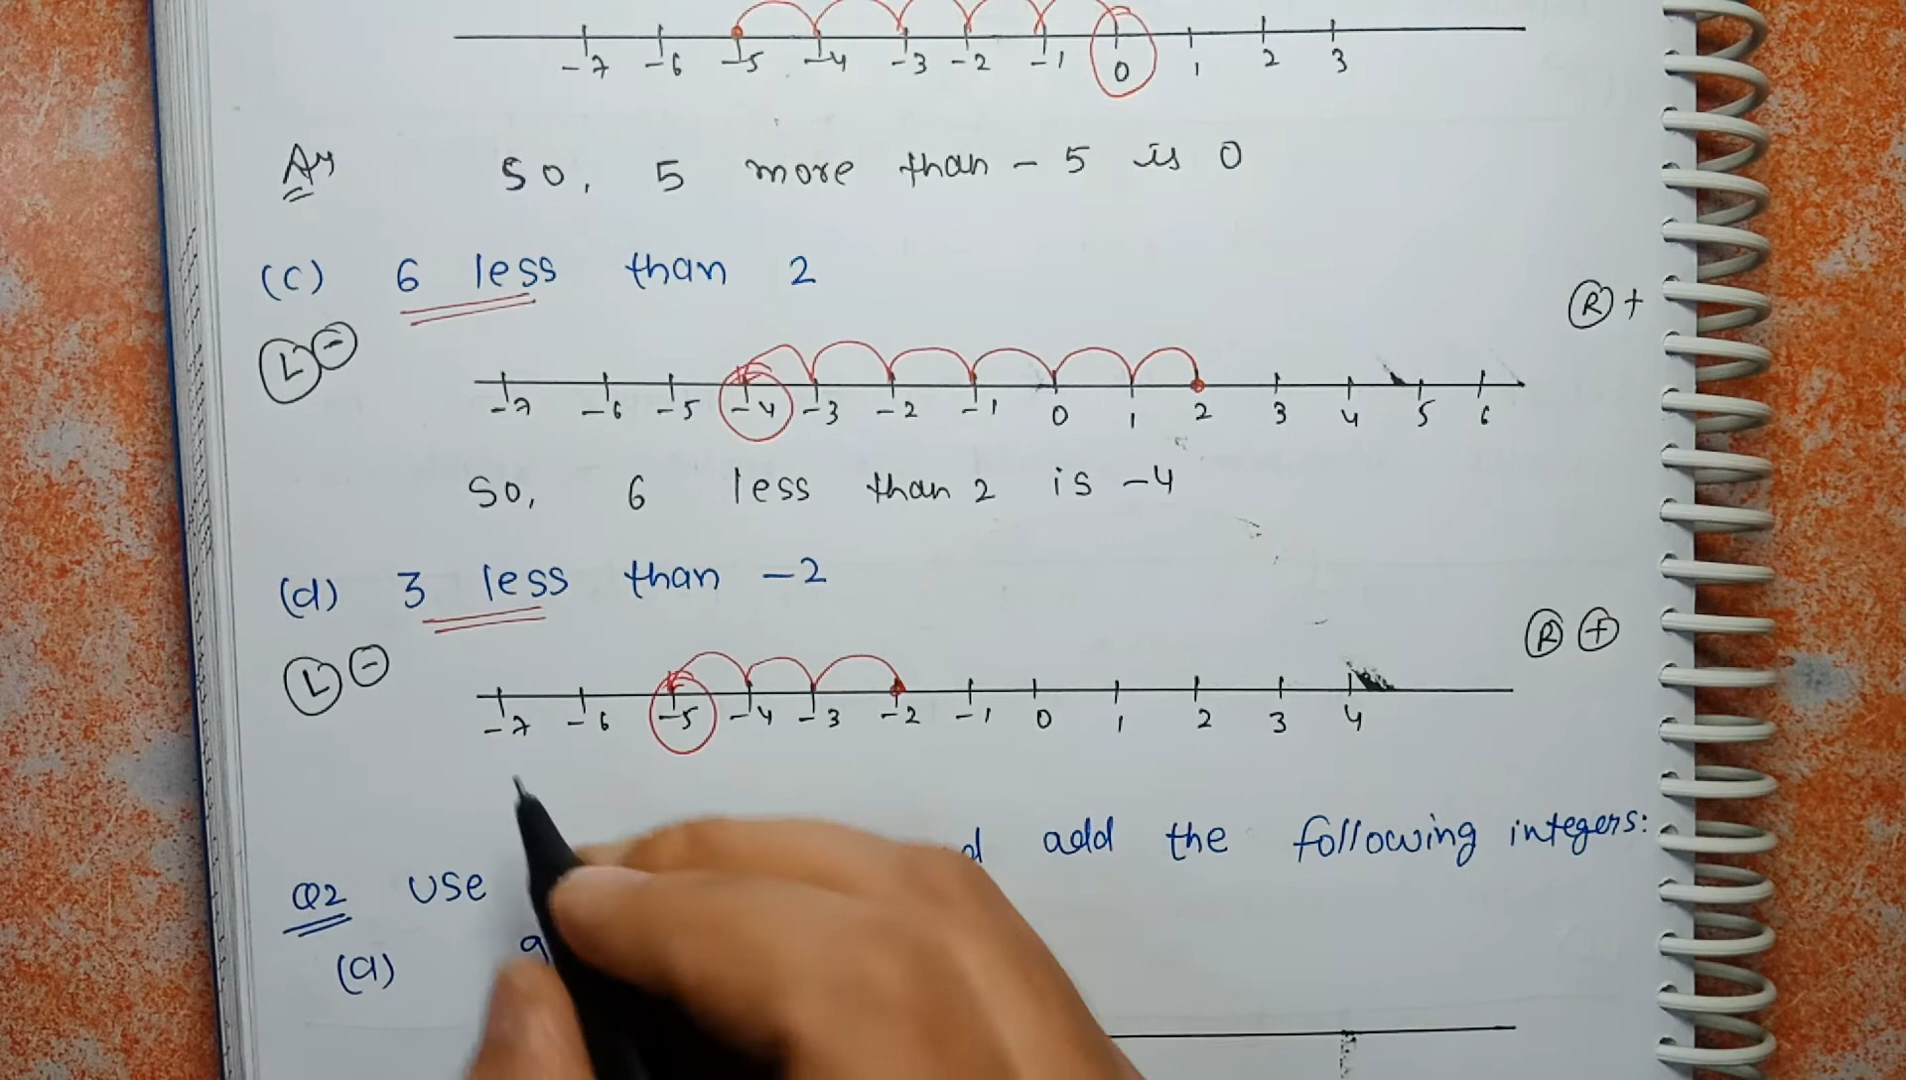 -7 -6 -5 -4 -3 -2 -1 0 1 2 3
Ans So, 5 more than -5 is 0
(c) 6 less than 2
L - R +
-7 -6 -5 -4 -3 -2 -1 0 1 2 3 4 5 6
So, 6 less than 2 is -4
(d) 3 less than -2
L - R +
-7 -6 -5 -4 -3 -2 -1 0 1 2 3 4
Q2 Use add the following integers:
(a) 9